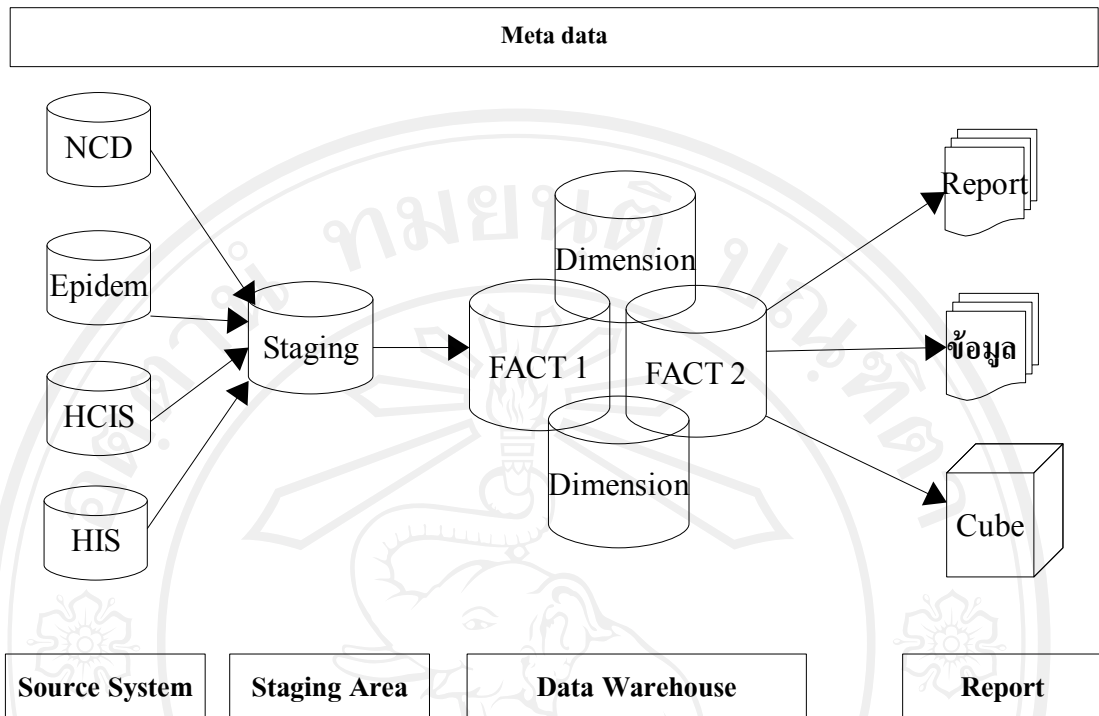 Meta data
NCD
Epidem
HCIS
HIS
Staging
Dimension
FACT 1
FACT 2
Dimension
Report
ข้อมูล
Cube
Source System
Staging Area
Data Warehouse
Report